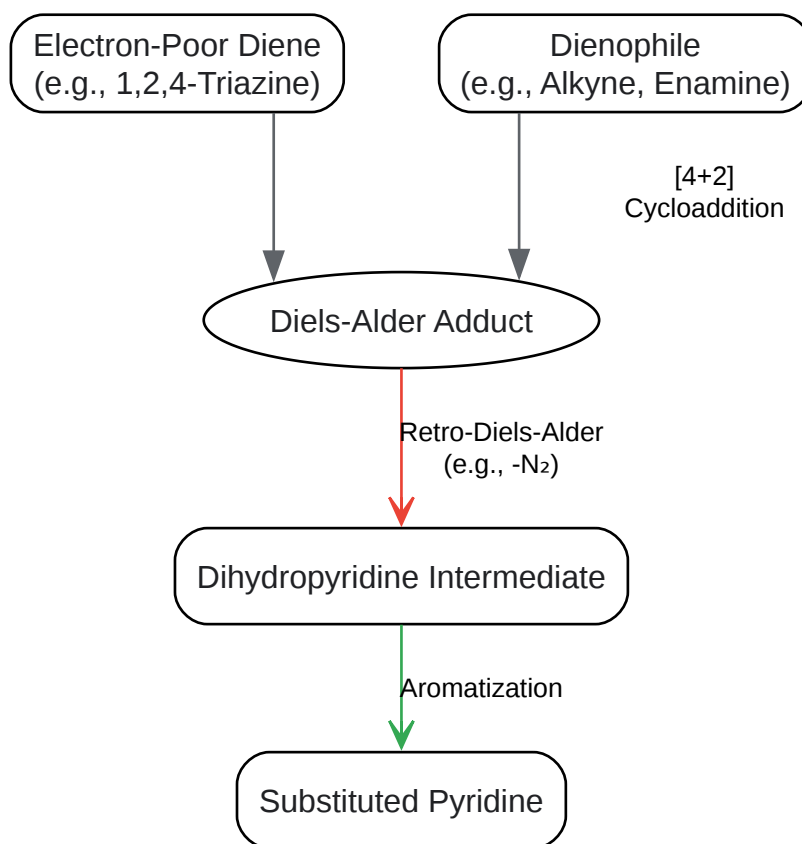 Electron-Poor Diene
(e.g., 1,2,4-Triazine)
Dienophile
(e.g., Alkyne, Enamine)
[4+2]
Cycloaddition
Diels-Alder Adduct
Retro-Diels-Alder
(e.g., -N₂)
Dihydropyridine Intermediate
Aromatization
Substituted Pyridine